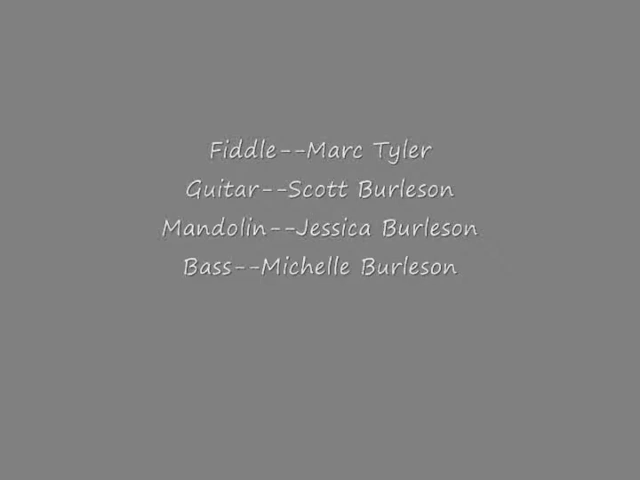 Fiddle--Marc Tyler
Guitar--Scott Burleson
Mandolin--Jessica Burleson
Bass--Michelle Burleson